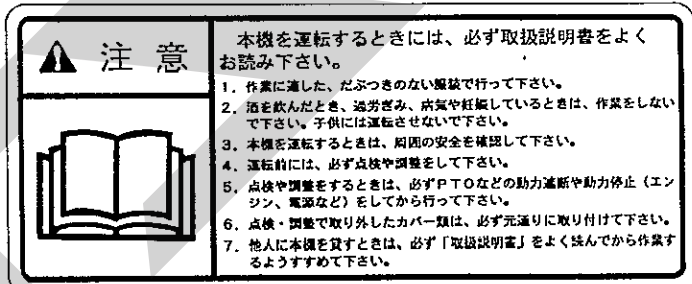 注 意
本機を運転するときには、必ず取扱説明書をよく
お読み下さい。
1. 作業に適した、だぶつきのない服装で行って下さい。
2. 酒を飲んだとき、過労ぎみ、病気や妊娠しているときは、作業をしない
で下さい。子供には運転させないで下さい。
3. 本機を運転するときは、周囲の安全を確認して下さい。
4. 運転前には、必ず点検や調整をして下さい。
5. 点検や調整をするときは、必ずPTOなどの動力遮断や動力停止（エン
ジン、電源など）をしてから行って下さい。
6. 点検・調整で取り外したカバー類は、必ず元通りに取り付けて下さい。
7. 他人に本機を貸すときは、必ず「取扱説明書」をよく読んでから作業す
るようすすめて下さい。